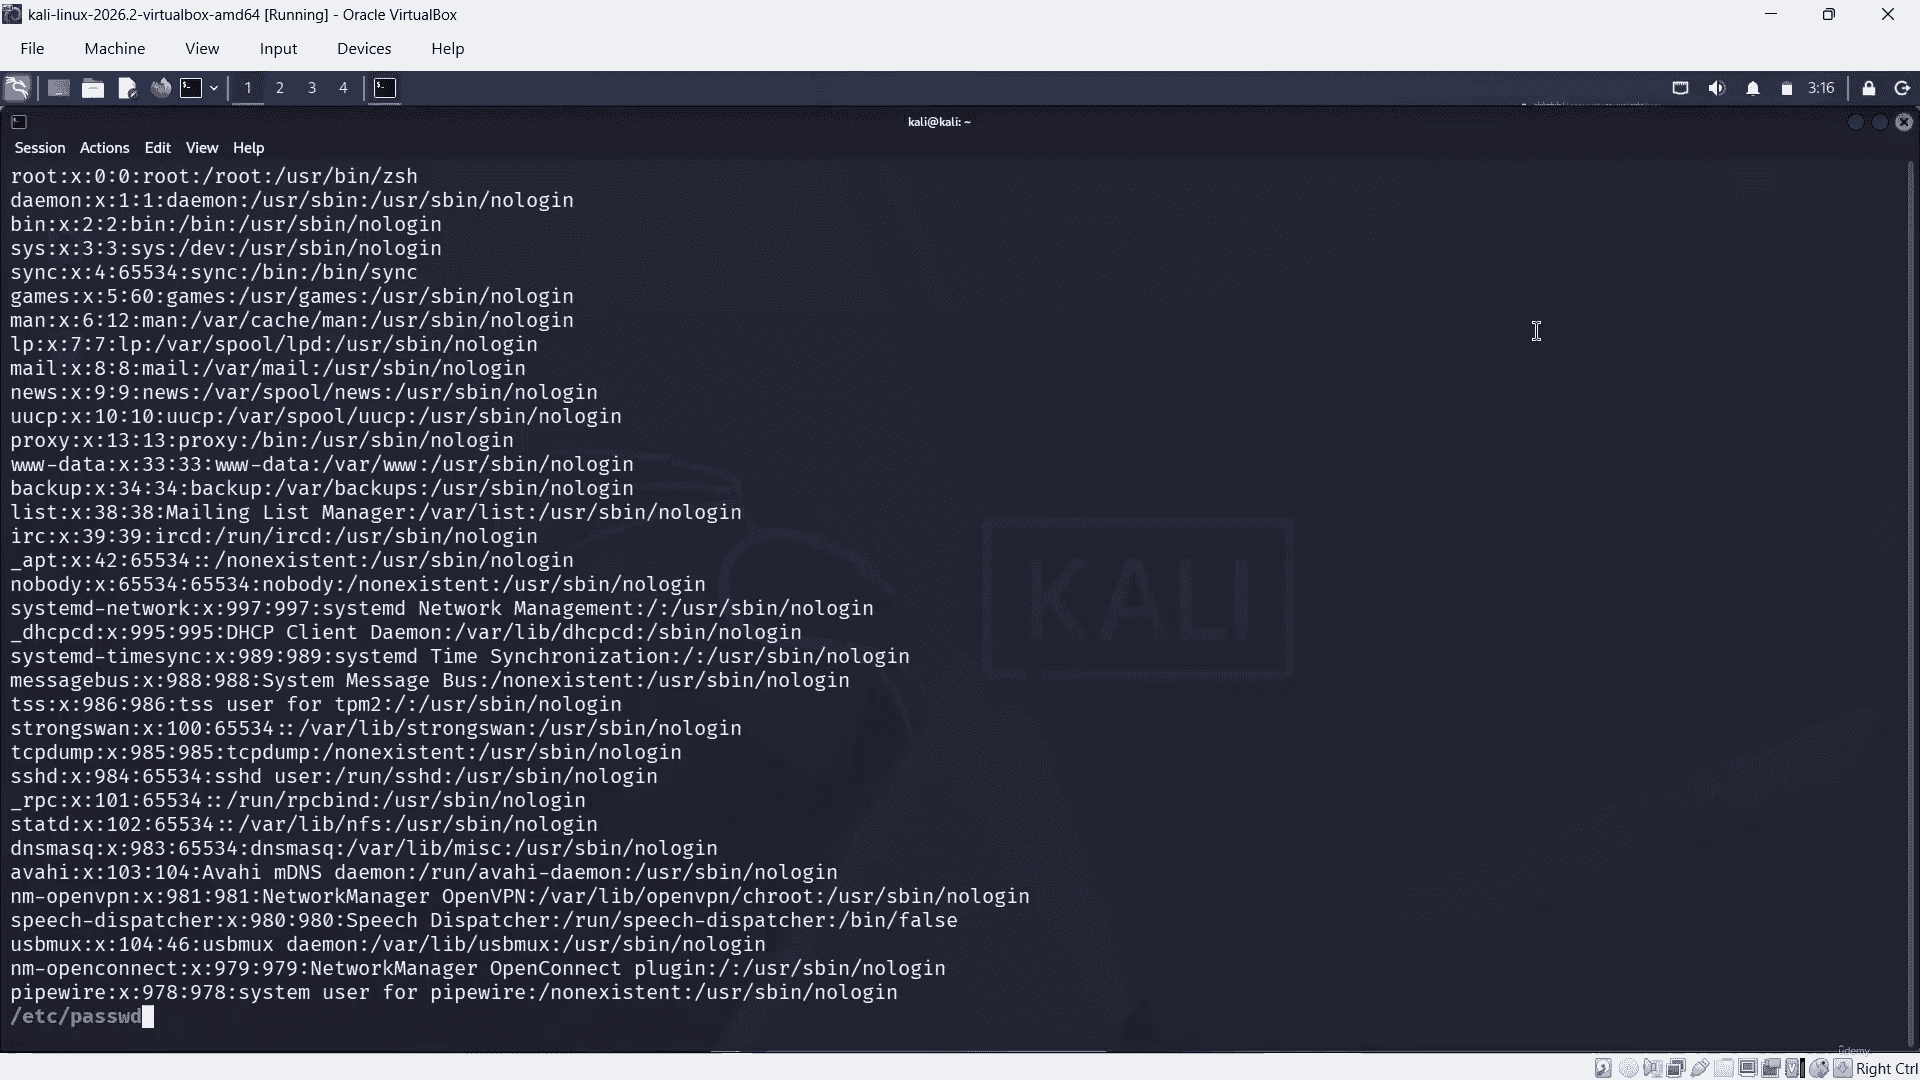 kali-linux-2026.2-virtualbox-amd64 [Running] - Oracle VirtualBox
File Machine View Input Devices Help
1 2 3 4 3:16
kali@kali: ~
Session Actions Edit View Help
root:x:0:0:root:/root:/usr/bin/zsh
daemon:x:1:1:daemon:/usr/sbin:/usr/sbin/nologin
bin:x:2:2:bin:/bin:/usr/sbin/nologin
sys:x:3:3:sys:/dev:/usr/sbin/nologin
sync:x:4:65534:sync:/bin:/bin/sync
games:x:5:60:games:/usr/games:/usr/sbin/nologin
man:x:6:12:man:/var/cache/man:/usr/sbin/nologin
lp:x:7:7:lp:/var/spool/lpd:/usr/sbin/nologin
mail:x:8:8:mail:/var/mail:/usr/sbin/nologin
news:x:9:9:news:/var/spool/news:/usr/sbin/nologin
uucp:x:10:10:uucp:/var/spool/uucp:/usr/sbin/nologin
proxy:x:13:13:proxy:/bin:/usr/sbin/nologin
www-data:x:33:33:www-data:/var/www:/usr/sbin/nologin
backup:x:34:34:backup:/var/backups:/usr/sbin/nologin
list:x:38:38:Mailing List Manager:/var/list:/usr/sbin/nologin
irc:x:39:39:ircd:/run/ircd:/usr/sbin/nologin
_apt:x:42:65534::/nonexistent:/usr/sbin/nologin
nobody:x:65534:65534:nobody:/nonexistent:/usr/sbin/nologin
systemd-network:x:997:997:systemd Network Management:/:/usr/sbin/nologin
_dhcpcd:x:995:995:DHCP Client Daemon:/var/lib/dhcpcd:/sbin/nologin
systemd-timesync:x:989:989:systemd Time Synchronization:/:/usr/sbin/nologin
messagebus:x:988:988:System Message Bus:/nonexistent:/usr/sbin/nologin
tss:x:986:986:tss user for tpm2:/:/usr/sbin/nologin
strongswan:x:100:65534::/var/lib/strongswan:/usr/sbin/nologin
tcpdump:x:985:985:tcpdump:/nonexistent:/usr/sbin/nologin
sshd:x:984:65534:sshd user:/run/sshd:/usr/sbin/nologin
_rpc:x:101:65534::/run/rpcbind:/usr/sbin/nologin
statd:x:102:65534::/var/lib/nfs:/usr/sbin/nologin
dnsmasq:x:983:65534:dnsmasq:/var/lib/misc:/usr/sbin/nologin
avahi:x:103:104:Avahi mDNS daemon:/run/avahi-daemon:/usr/sbin/nologin
nm-openvpn:x:981:981:NetworkManager OpenVPN:/var/lib/openvpn/chroot:/usr/sbin/nologin
speech-dispatcher:x:980:980:Speech Dispatcher:/run/speech-dispatcher:/bin/false
usbmux:x:104:46:usbmux daemon:/var/lib/usbmux:/usr/sbin/nologin
nm-openconnect:x:979:979:NetworkManager OpenConnect plugin:/:/usr/sbin/nologin
pipewire:x:978:978:system user for pipewire:/nonexistent:/usr/sbin/nologin
/etc/passwd
KALI
udemy
Right Ctrl